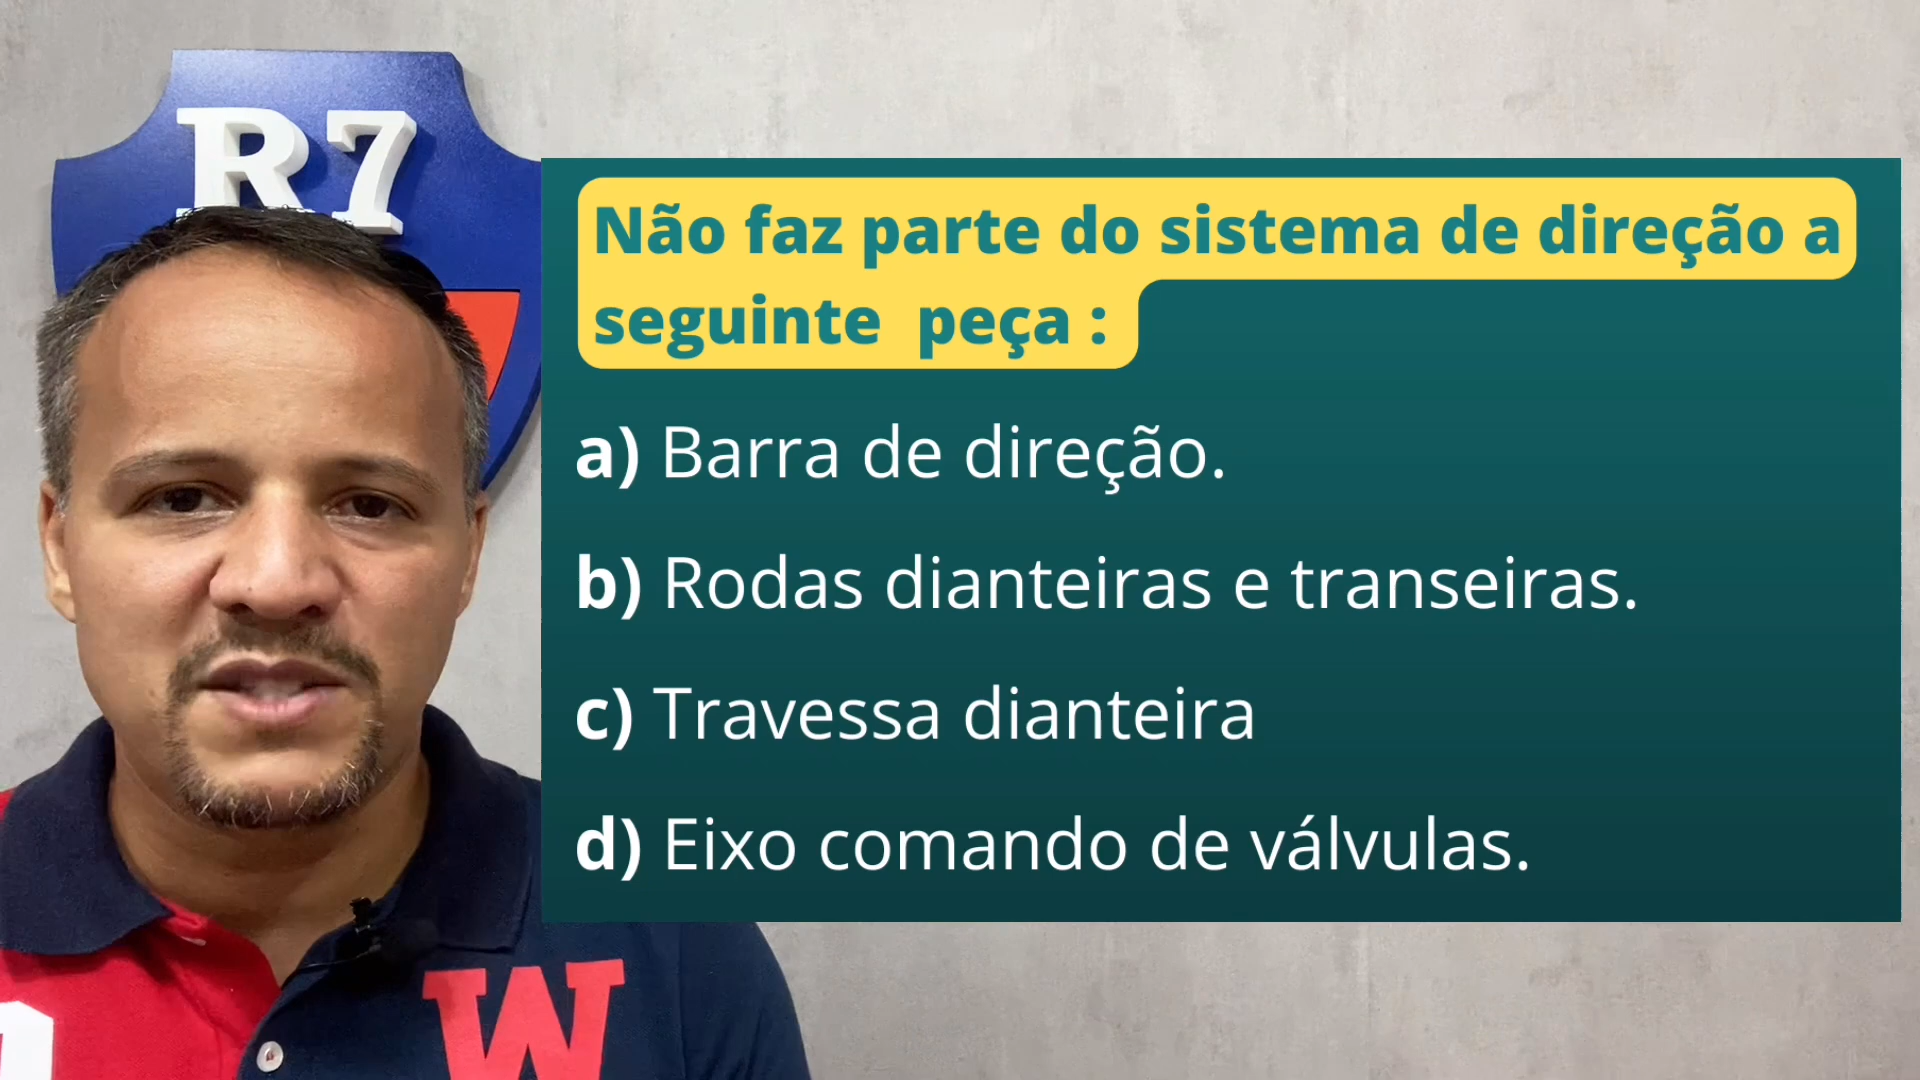 R7
Não faz parte do sistema de direção a
seguinte peça :
a) Barra de direção.
b) Rodas dianteiras e transeiras.
c) Travessa dianteira
d) Eixo comando de válvulas.
W